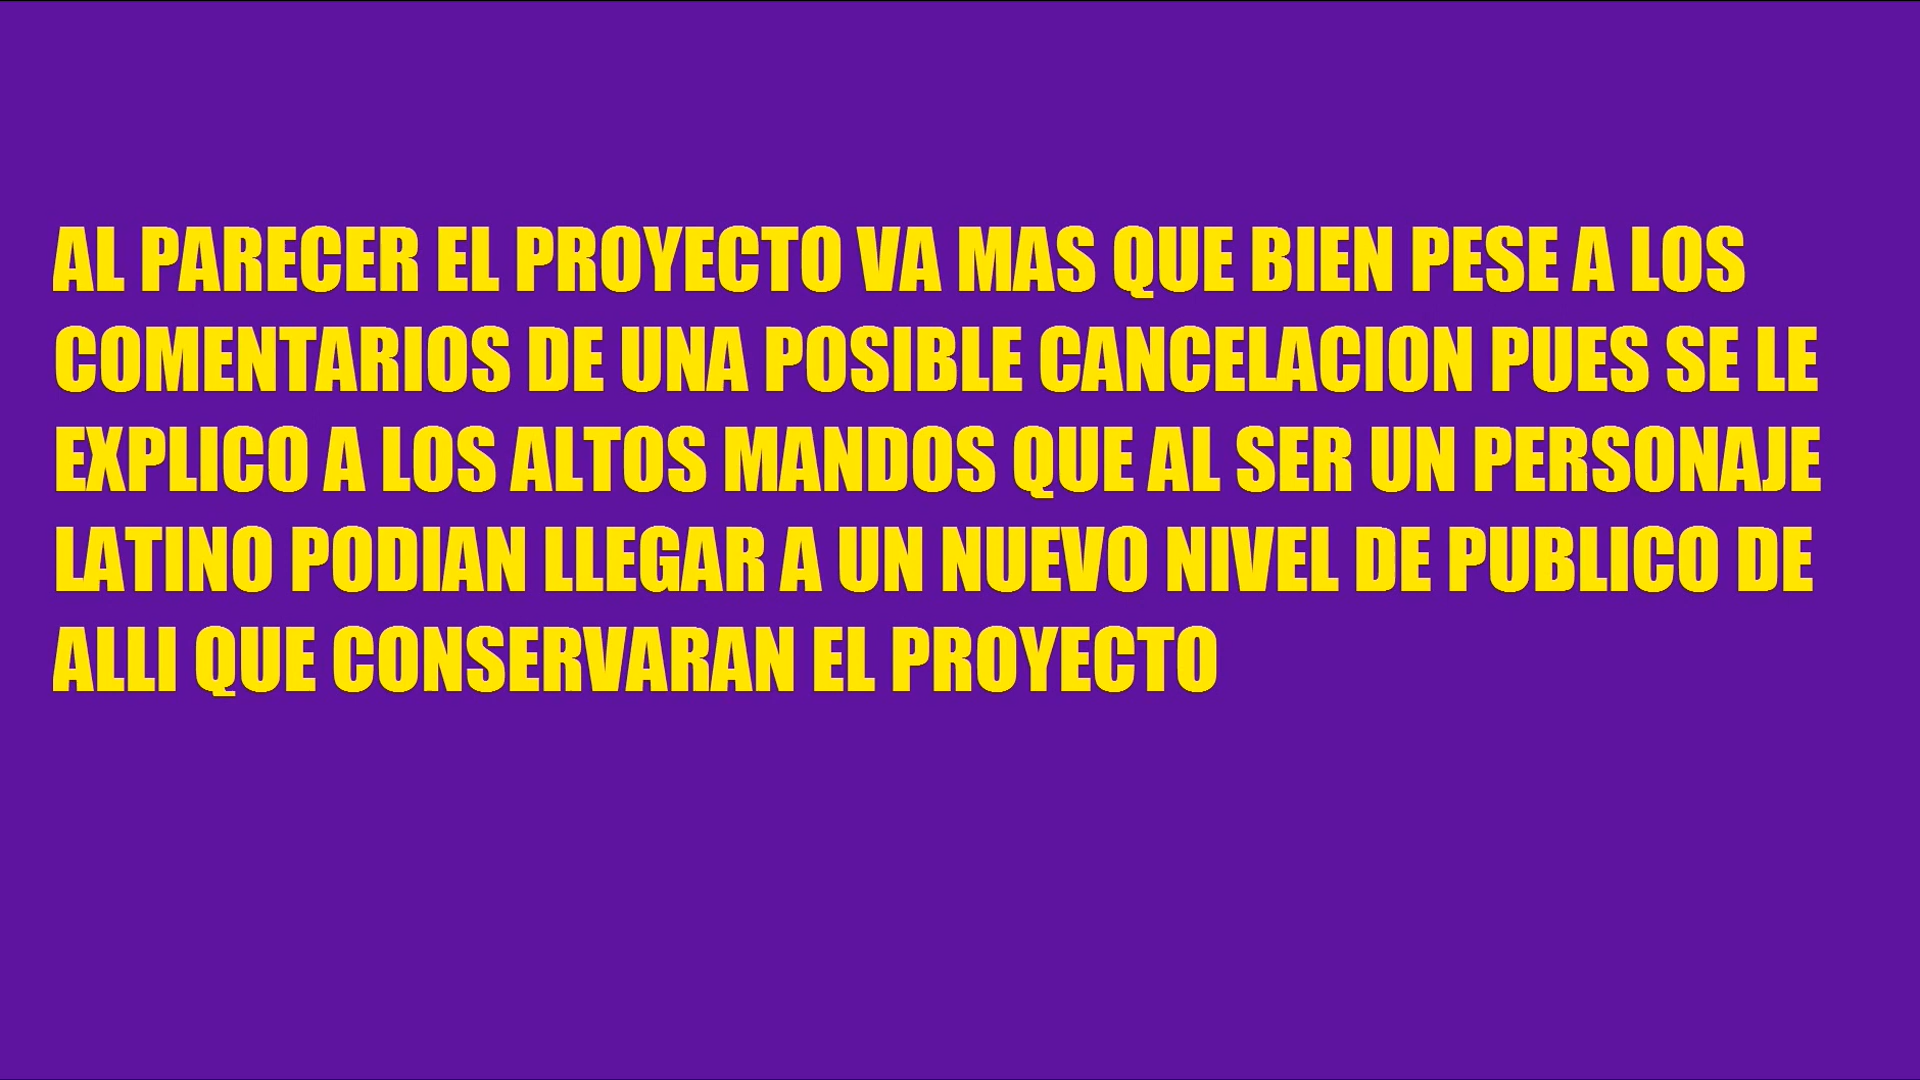 AL PARECER EL PROYECTO VA MAS QUE BIEN PESE A LOS
COMENTARIOS DE UNA POSIBLE CANCELACION PUES SE LE
EXPLICO A LOS ALTOS MANDOS QUE AL SER UN PERSONAJE
LATINO PODIAN LLEGAR A UN NUEVO NIVEL DE PUBLICO DE
ALLI QUE CONSERVARAN EL PROYECTO